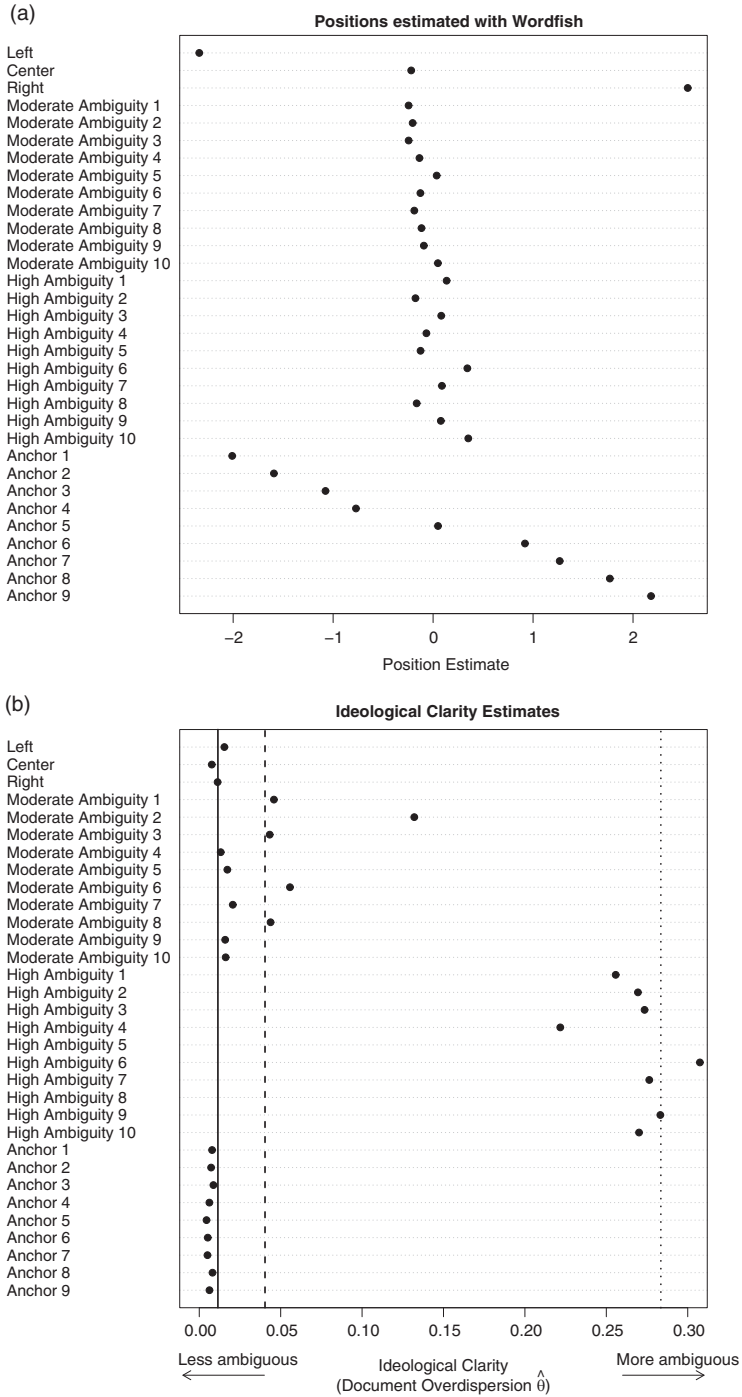 (a)
Positions estimated with Wordfish
Left
Center
Right
Moderate Ambiguity 1
Moderate Ambiguity 2
Moderate Ambiguity 3
Moderate Ambiguity 4
Moderate Ambiguity 5
Moderate Ambiguity 6
Moderate Ambiguity 7
Moderate Ambiguity 8
Moderate Ambiguity 9
Moderate Ambiguity 10
High Ambiguity 1
High Ambiguity 2
High Ambiguity 3
High Ambiguity 4
High Ambiguity 5
High Ambiguity 6
High Ambiguity 7
High Ambiguity 8
High Ambiguity 9
High Ambiguity 10
Anchor 1
Anchor 2
Anchor 3
Anchor 4
Anchor 5
Anchor 6
Anchor 7
Anchor 8
Anchor 9
−2 −1 0 1 2
Position Estimate
(b)
Ideological Clarity Estimates
Left
Center
Right
Moderate Ambiguity 1
Moderate Ambiguity 2
Moderate Ambiguity 3
Moderate Ambiguity 4
Moderate Ambiguity 5
Moderate Ambiguity 6
Moderate Ambiguity 7
Moderate Ambiguity 8
Moderate Ambiguity 9
Moderate Ambiguity 10
High Ambiguity 1
High Ambiguity 2
High Ambiguity 3
High Ambiguity 4
High Ambiguity 5
High Ambiguity 6
High Ambiguity 7
High Ambiguity 8
High Ambiguity 9
High Ambiguity 10
Anchor 1
Anchor 2
Anchor 3
Anchor 4
Anchor 5
Anchor 6
Anchor 7
Anchor 8
Anchor 9
0.00 0.05 0.10 0.15 0.20 0.25 0.30
Less ambiguous Ideological Clarity More ambiguous
(Document Overdispersion θ̂)